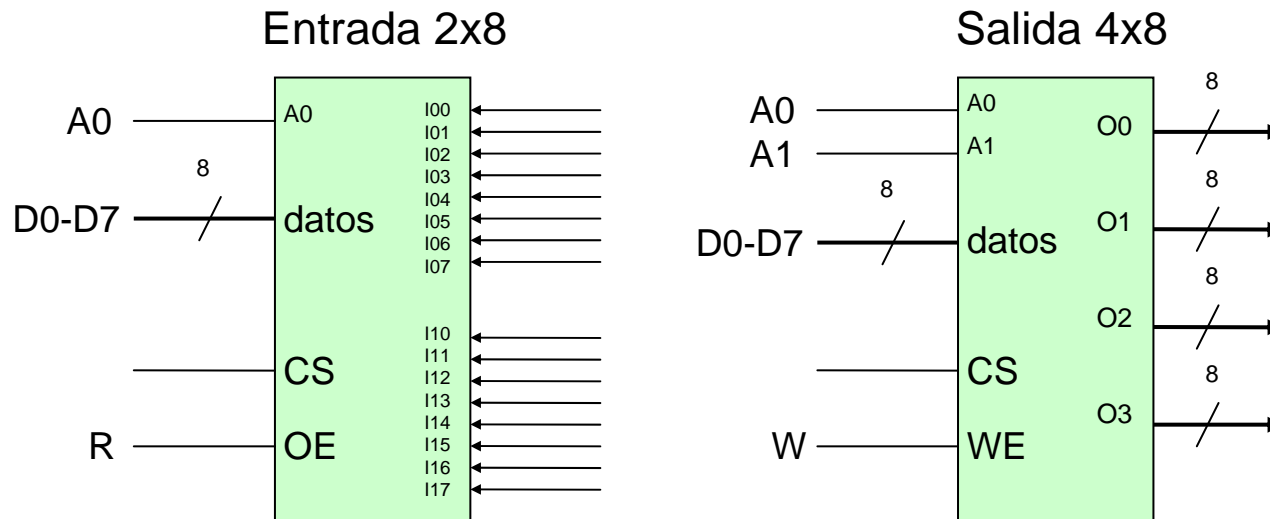 Entrada 2x8
A0
A0
8
D0-D7
datos
CS
R
OE
I00
I01
I02
I03
I04
I05
I06
I07
I10
I11
I12
I13
I14
I15
I16
I17
Salida 4x8
A0
A0
A1
A1
8
D0-D7
datos
CS
W
WE
O0
8
O1
8
O2
8
O3
8